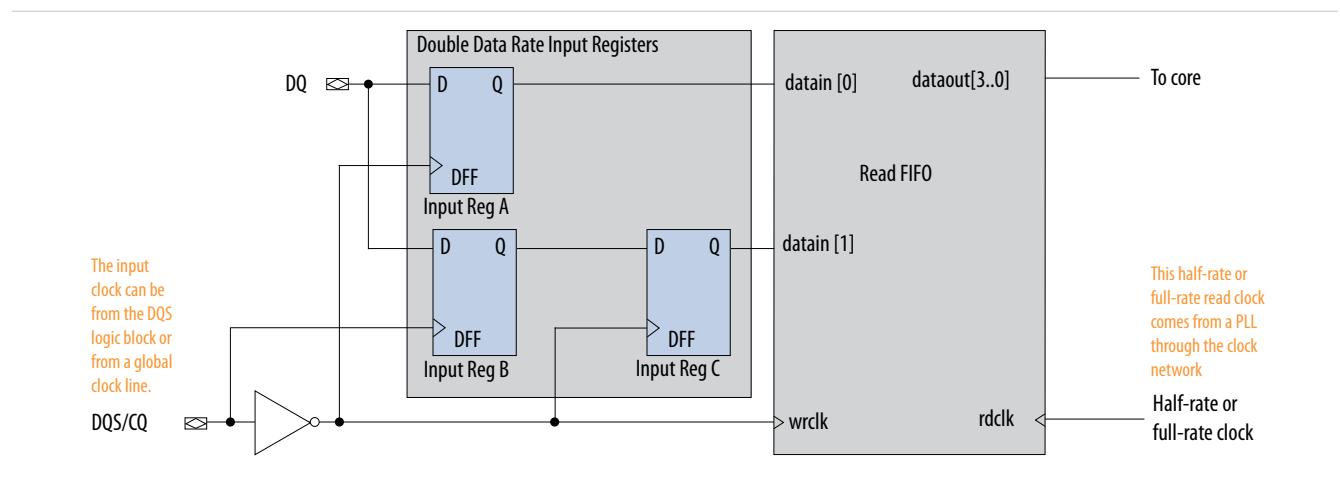 Double Data Rate Input Registers
DQ
D Q
DFF
Input Reg A
datain [0]
dataout[3..0]
To core
Read FIFO
D Q
DFF
Input Reg B
D Q
DFF
Input Reg C
datain [1]
The input
clock can be
from the DQS
logic block or
from a global
clock line.
DQS/CQ
wrclk
rdclk
This half-rate or
full-rate read clock
comes from a PLL
through the clock
network
Half-rate or
full-rate clock